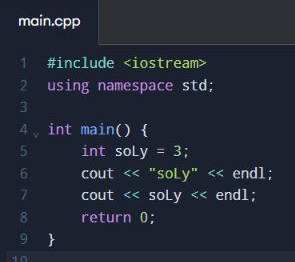 main.cpp
1 #include <iostream>
2 using namespace std;
3
4 int main() {
5     int soLy = 3;
6     cout << "soLy" << endl;
7     cout << soLy << endl;
8     return 0;
9 }
10